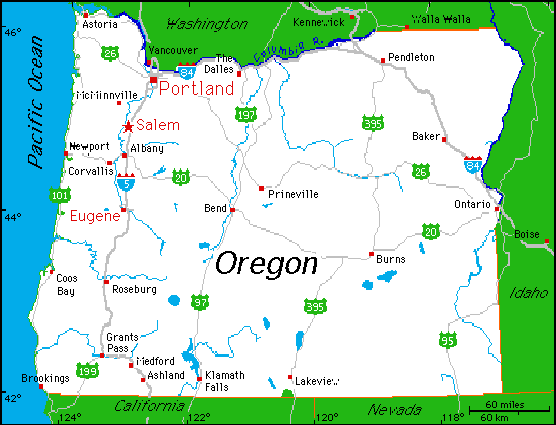 46°
Astoria
Washington
Kennewick
Walla Walla
Vancouver
Columbia R.
The
Dalles
Pendleton
26
84
Portland
McMinnville
Pacific Ocean
Salem
197
395
Baker
Newport
Albany
Corvallis
84
5
20
26
101
Prineville
Ontario
44°
Eugene
Bend
20
Boise
Oregon
Burns
Coos
Bay
Roseburg
97
395
Idaho
95
Grants
Pass
Medford
199
Ashland
Klamath
Falls
Lakeview
Brookings
42°
California
Nevada
60 miles
60 km
124°
122°
120°
118°